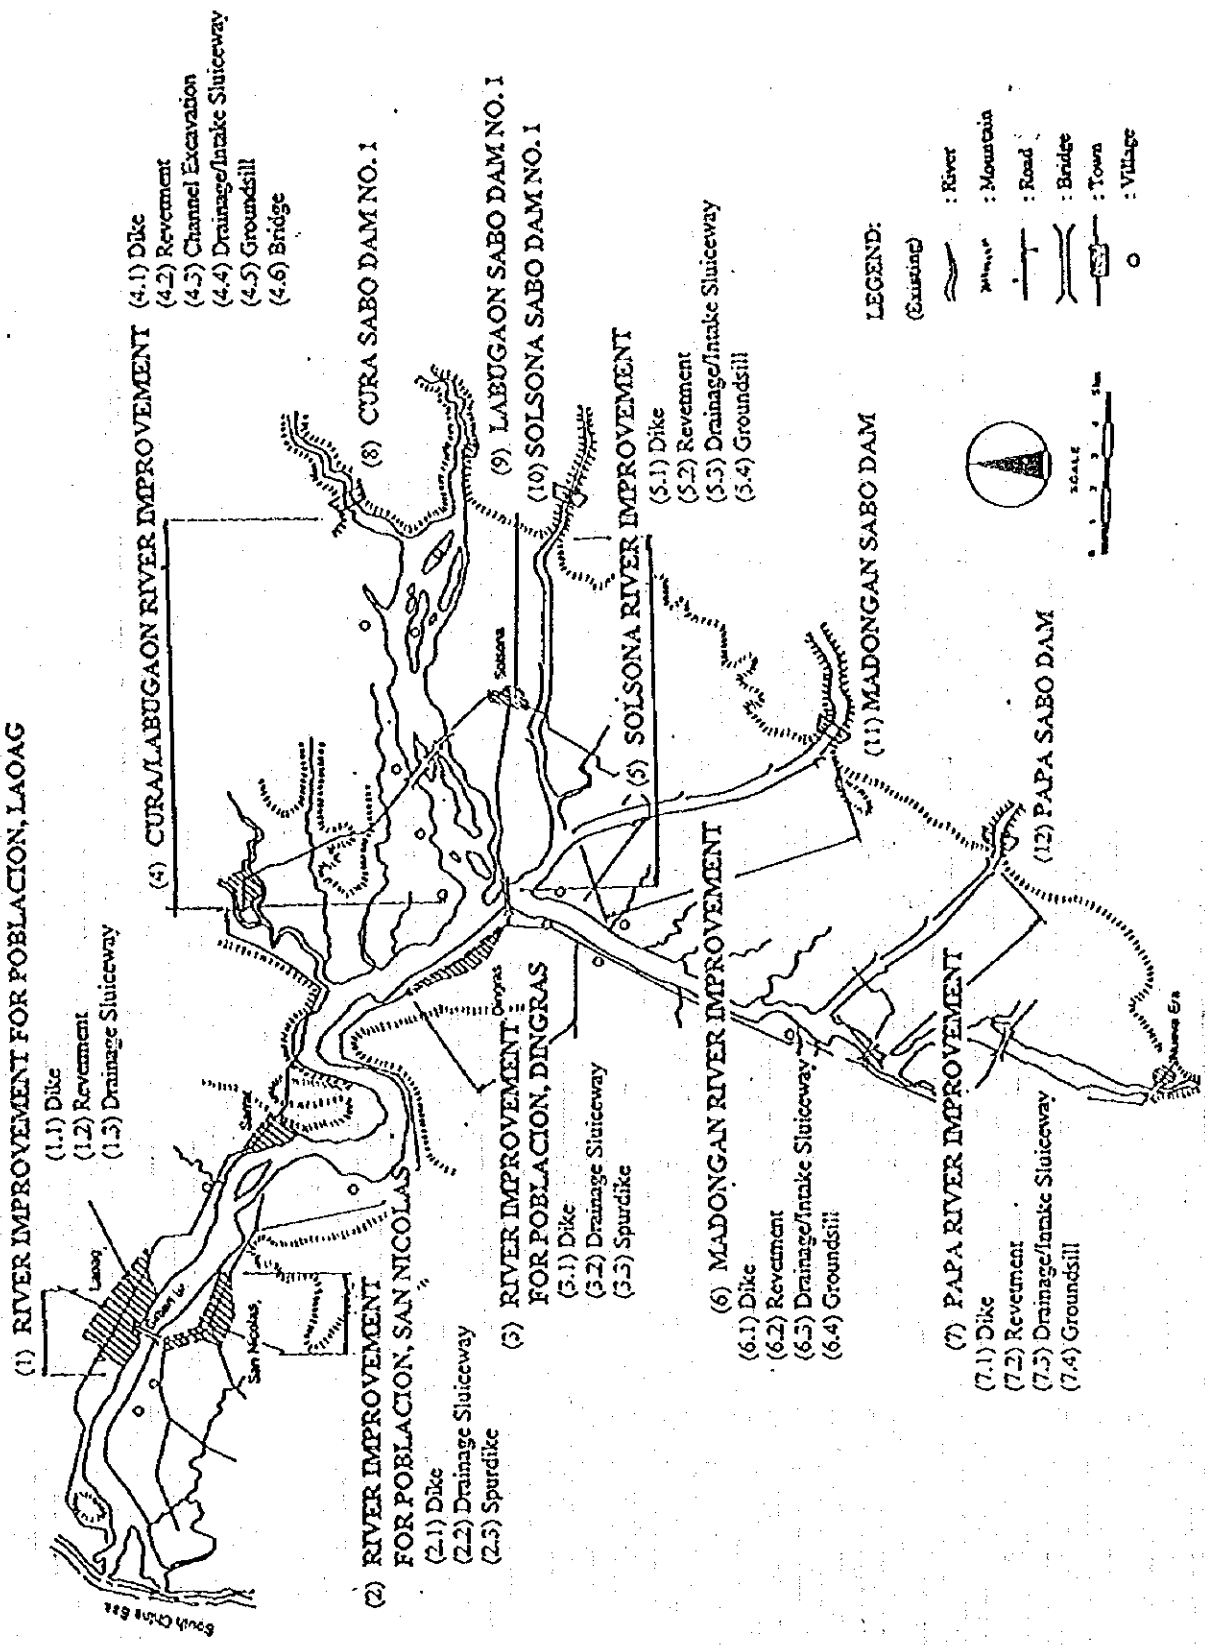 (1) RIVER IMPROVEMENT FOR POBLACION, LAOAG
(1.1) Dike
(1.2) Revetment
(1.3) Drainage Sluiceway
(4) CURA/LABUGAON RIVER IMPROVEMENT
(4.1) Dike
(4.2) Revetment
(4.3) Channel Excavation
(4.4) Drainage/Intake Sluiceway
(4.5) Groundsill
(4.6) Bridge
(8) CURA SABO DAM NO. 1
(9) LABUGAON SABO DAM NO. 1
(10) SOLSONA SABO DAM NO. 1
(5) SOLSONA RIVER IMPROVEMENT
(5.1) Dike
(5.2) Revetment
(5.3) Drainage/Intake Sluiceway
(5.4) Groundsill
(11) MADONGAN SABO DAM
(12) PAPA SABO DAM
(2) RIVER IMPROVEMENT
FOR POBLACION, SAN NICOLAS
(2.1) Dike
(2.2) Drainage Sluiceway
(2.3) Spurdike
(3) RIVER IMPROVEMENT
FOR POBLACION, DINGRAS
(3.1) Dike
(3.2) Drainage Sluiceway
(3.3) Spurdike
(6) MADONGAN RIVER IMPROVEMENT
(6.1) Dike
(6.2) Revetment
(6.3) Drainage/Intake Sluiceway
(6.4) Groundsill
(7) PAPA RIVER IMPROVEMENT
(7.1) Dike
(7.2) Revetment
(7.3) Drainage/Intake Sluiceway
(7.4) Groundsill
South China Sea
Laoag
San Nicolas
Sarrat
Dingras
Solsona
Nueva Era
LEGEND:
(Existing)
: River
: Mountain
: Road
: Bridge
: Town
: Village
SCALE
0 1 2 3 4 5 km